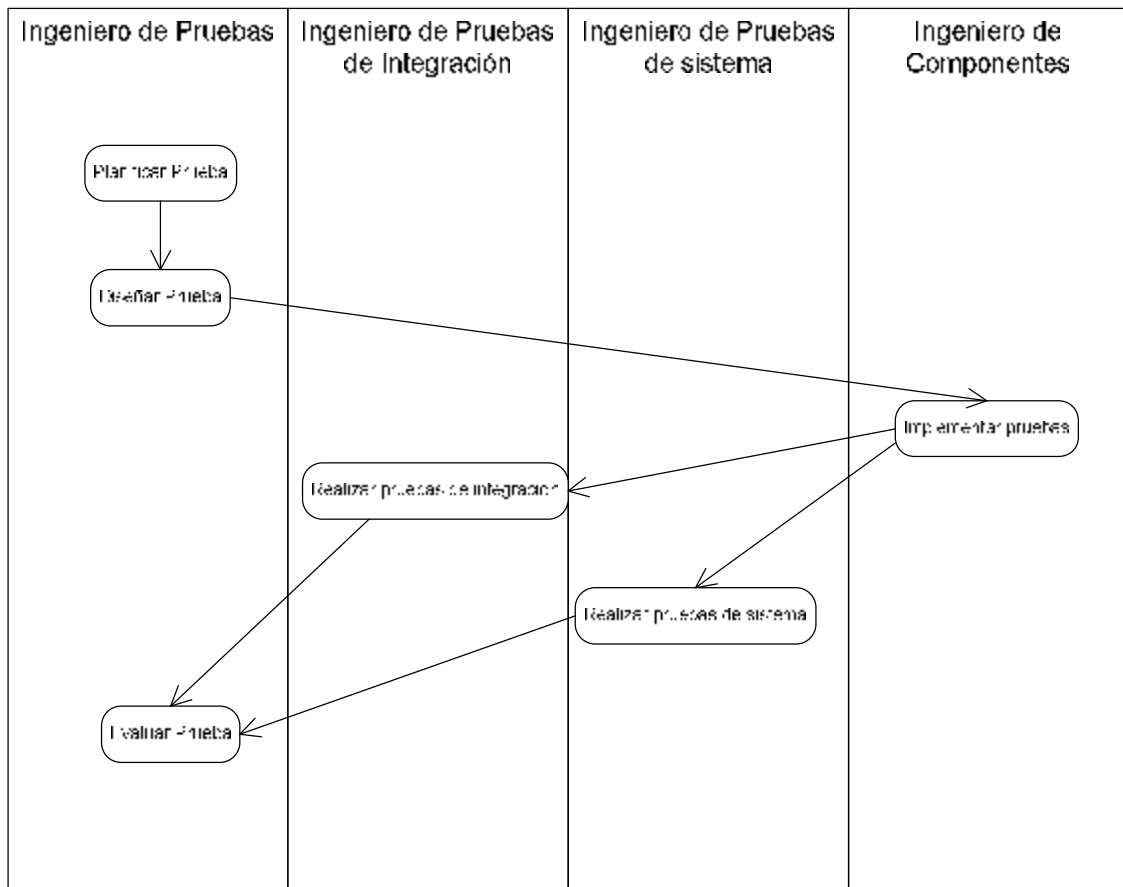 Ingeniero de Pruebas
Ingeniero de Pruebas
de Integración
Ingeniero de Pruebas
de sistema
Ingeniero de
Componentes
Planificar Prueba
Diseñar Prueba
Implementar pruebas
Realizar pruebas de integración
Realizar pruebas de sistema
Evaluar Prueba